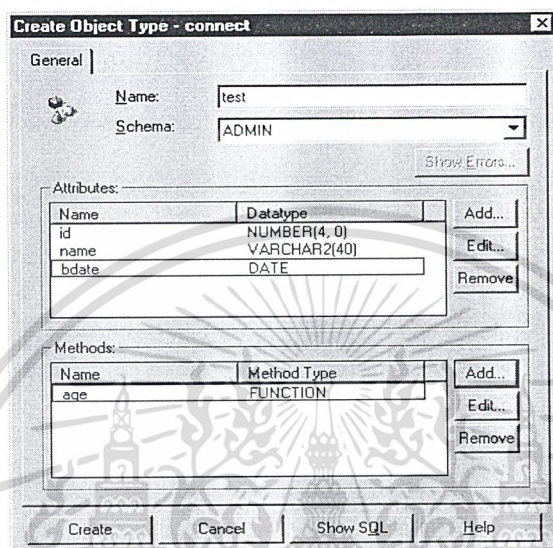 Create Object Type - connect
General
Name: test
Schema: ADMIN
Show Errors...
Attributes:
Name Datatype
id NUMBER(4, 0)
name VARCHAR2(40)
bdate DATE
Add...
Edit...
Remove
Methods:
Name Method Type
age FUNCTION
Add...
Edit...
Remove
Create Cancel Show SQL Help